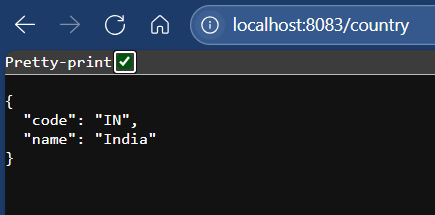 localhost:8083/country
Pretty-print
{
  "code": "IN",
  "name": "India"
}